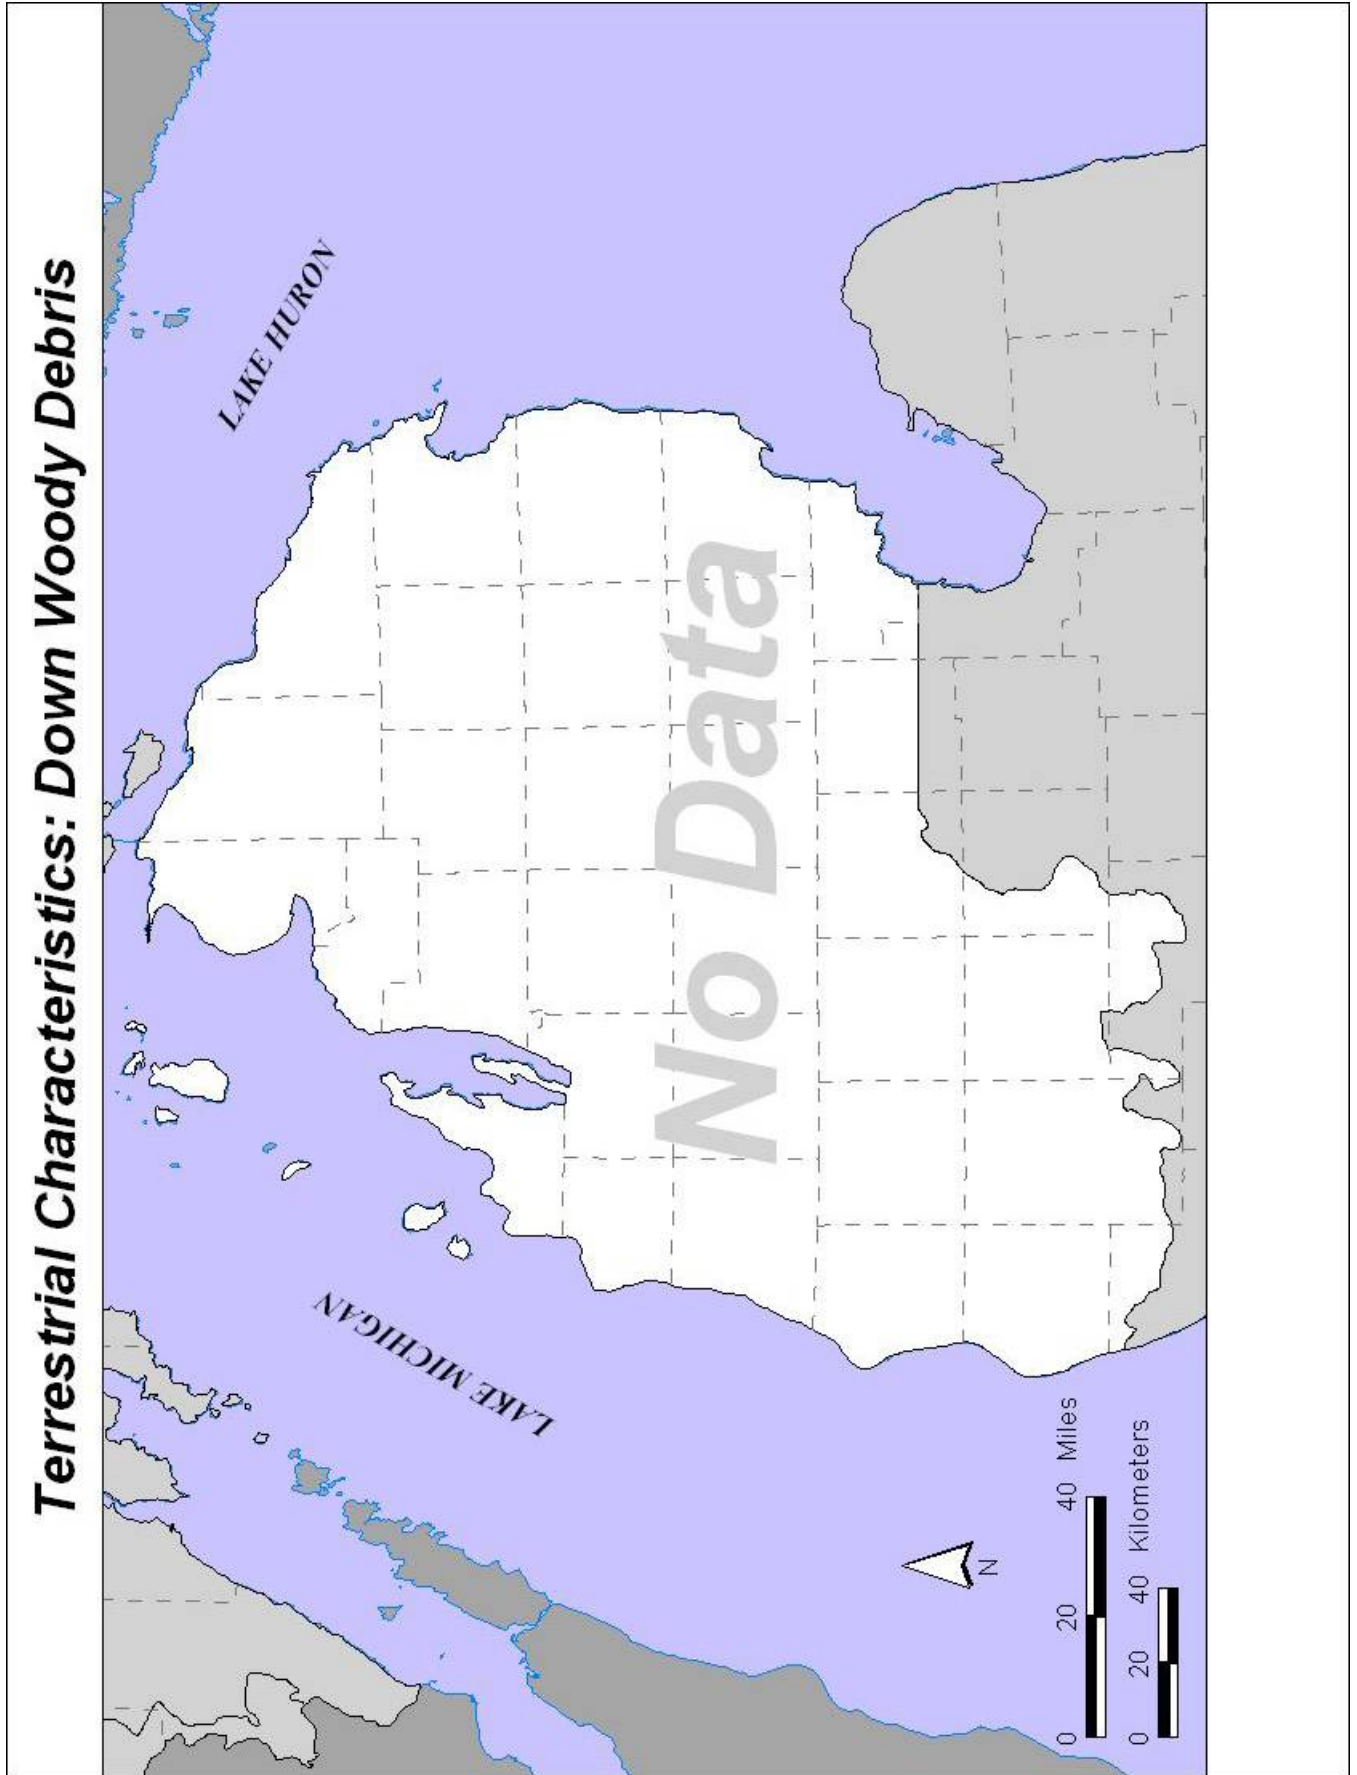 Terrestrial Characteristics: Down Woody Debris
LAKE HURON
LAKE MICHIGAN
No Data
N
0 20 40 Miles
0 20 40 Kilometers